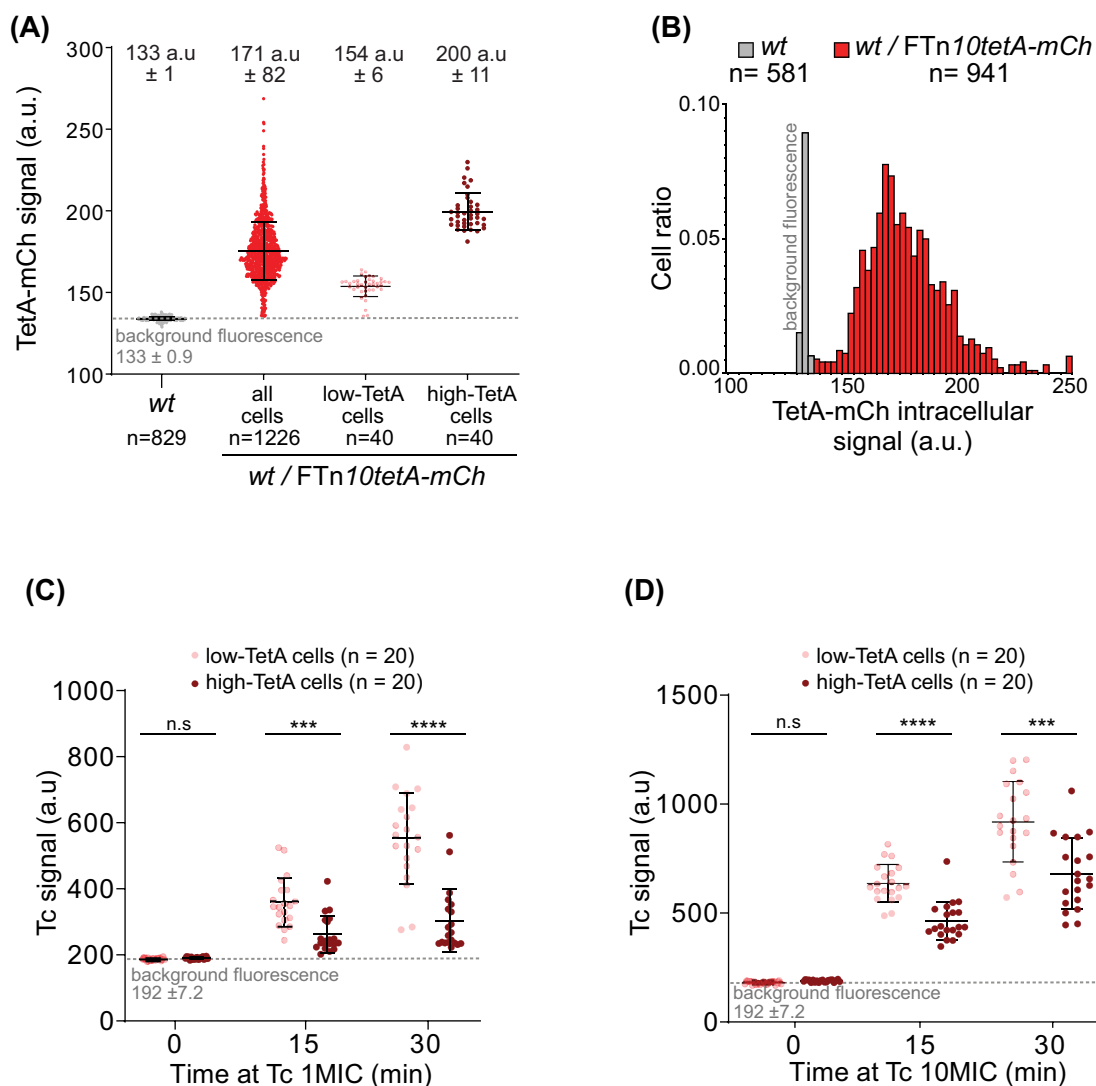 (A)
133 a.u
± 1
171 a.u
± 82
154 a.u
± 6
200 a.u
± 11
TetA-mCh signal (a.u.)
300
250
200
150
100
background fluorescence
133 ± 0.9
wt
n=829
all
cells
n=1226
low-TetA
cells
n=40
high-TetA
cells
n=40
wt / FTn10tetA-mCh
(B)
wt
n= 581
wt / FTn10tetA-mCh
n= 941
Cell ratio
0.10
0.05
0.00
background fluorescence
100
150
200
250
TetA-mCh intracellular
signal (a.u.)
(C)
low-TetA cells (n = 20)
high-TetA cells (n = 20)
Tc signal (a.u)
1000
800
600
400
200
0
n.s
***
****
background fluorescence
192 ±7.2
0
15
30
Time at Tc 1MIC (min)
(D)
low-TetA cells (n = 20)
high-TetA cells (n = 20)
Tc signal (a.u)
1500
1000
500
0
n.s
****
***
background fluorescence
192 ±7.2
0
15
30
Time at Tc 10MIC (min)